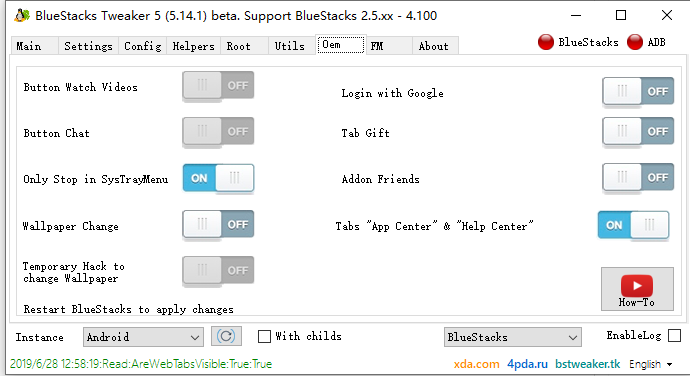 BlueStacks Tweaker 5 (5.14.1) beta. Support BlueStacks 2.5.xx - 4.100
Main Settings Config Helpers Root Utils Oem FM About BlueStacks ADB
Button Watch Videos OFF
Login with Google OFF
Button Chat OFF
Tab Gift OFF
Only Stop in SysTrayMenu ON
Addon Friends OFF
Wallpaper Change OFF
Tabs "App Center" & "Help Center" ON
Temporary Hack to
change Wallpaper OFF
How-To
Restart BlueStacks to apply changes
Instance Android With childs BlueStacks EnableLog
2019/6/28 12:58:19:Read:AreWebTabsVisible:True:True xda.com 4pda.ru bstweaker.tk English